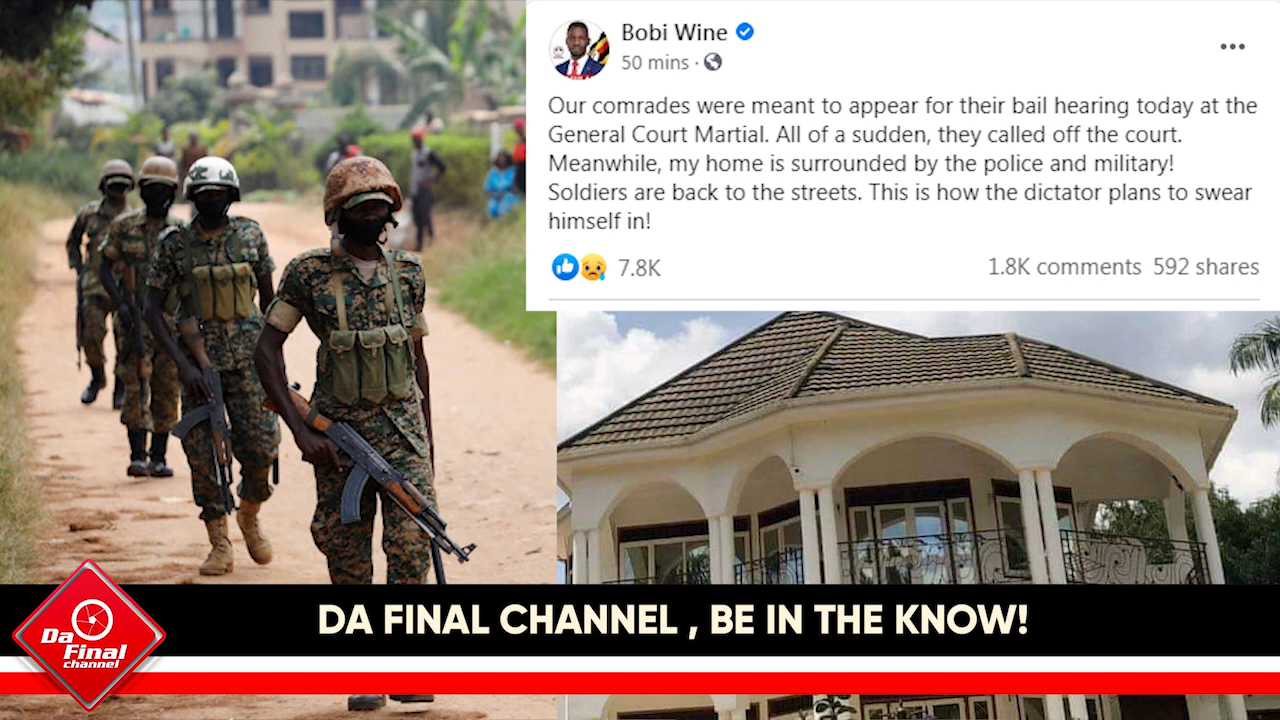 Bobi Wine
50 mins ·
Our comrades were meant to appear for their bail hearing today at the
General Court Martial. All of a sudden, they called off the court.
Meanwhile, my home is surrounded by the police and military!
Soldiers are back to the streets. This is how the dictator plans to swear
himself in!
7.8K 1.8K comments 592 shares
DA FINAL CHANNEL , BE IN THE KNOW!
Da
Final
channel